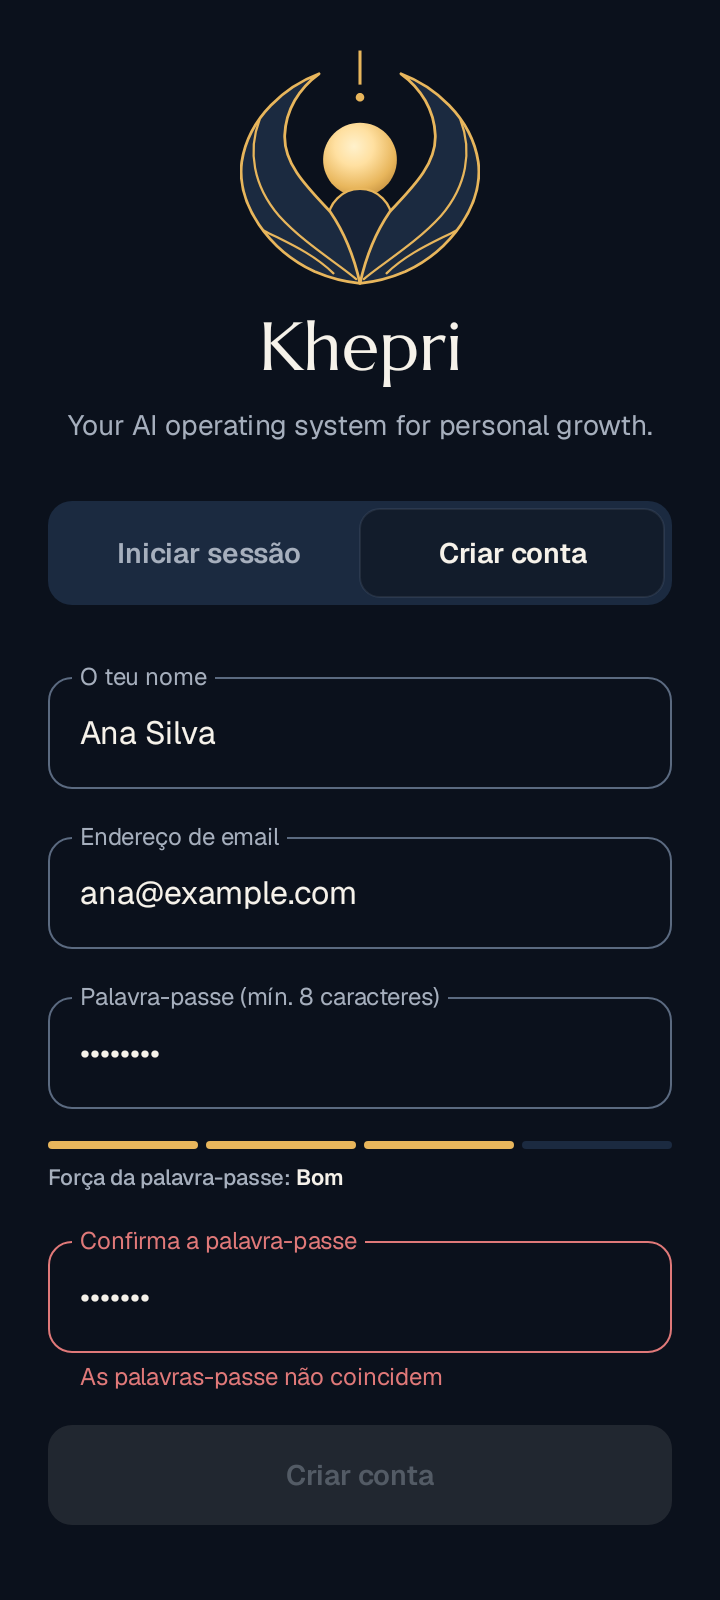 Khepri
Your AI operating system for personal growth.
Iniciar sessão
Criar conta
O teu nome
Ana Silva
Endereço de email
ana@example.com
Palavra-passe (mín. 8 caracteres)
••••••••
Força da palavra-passe: Bom
Confirma a palavra-passe
•••••••
As palavras-passe não coincidem
Criar conta